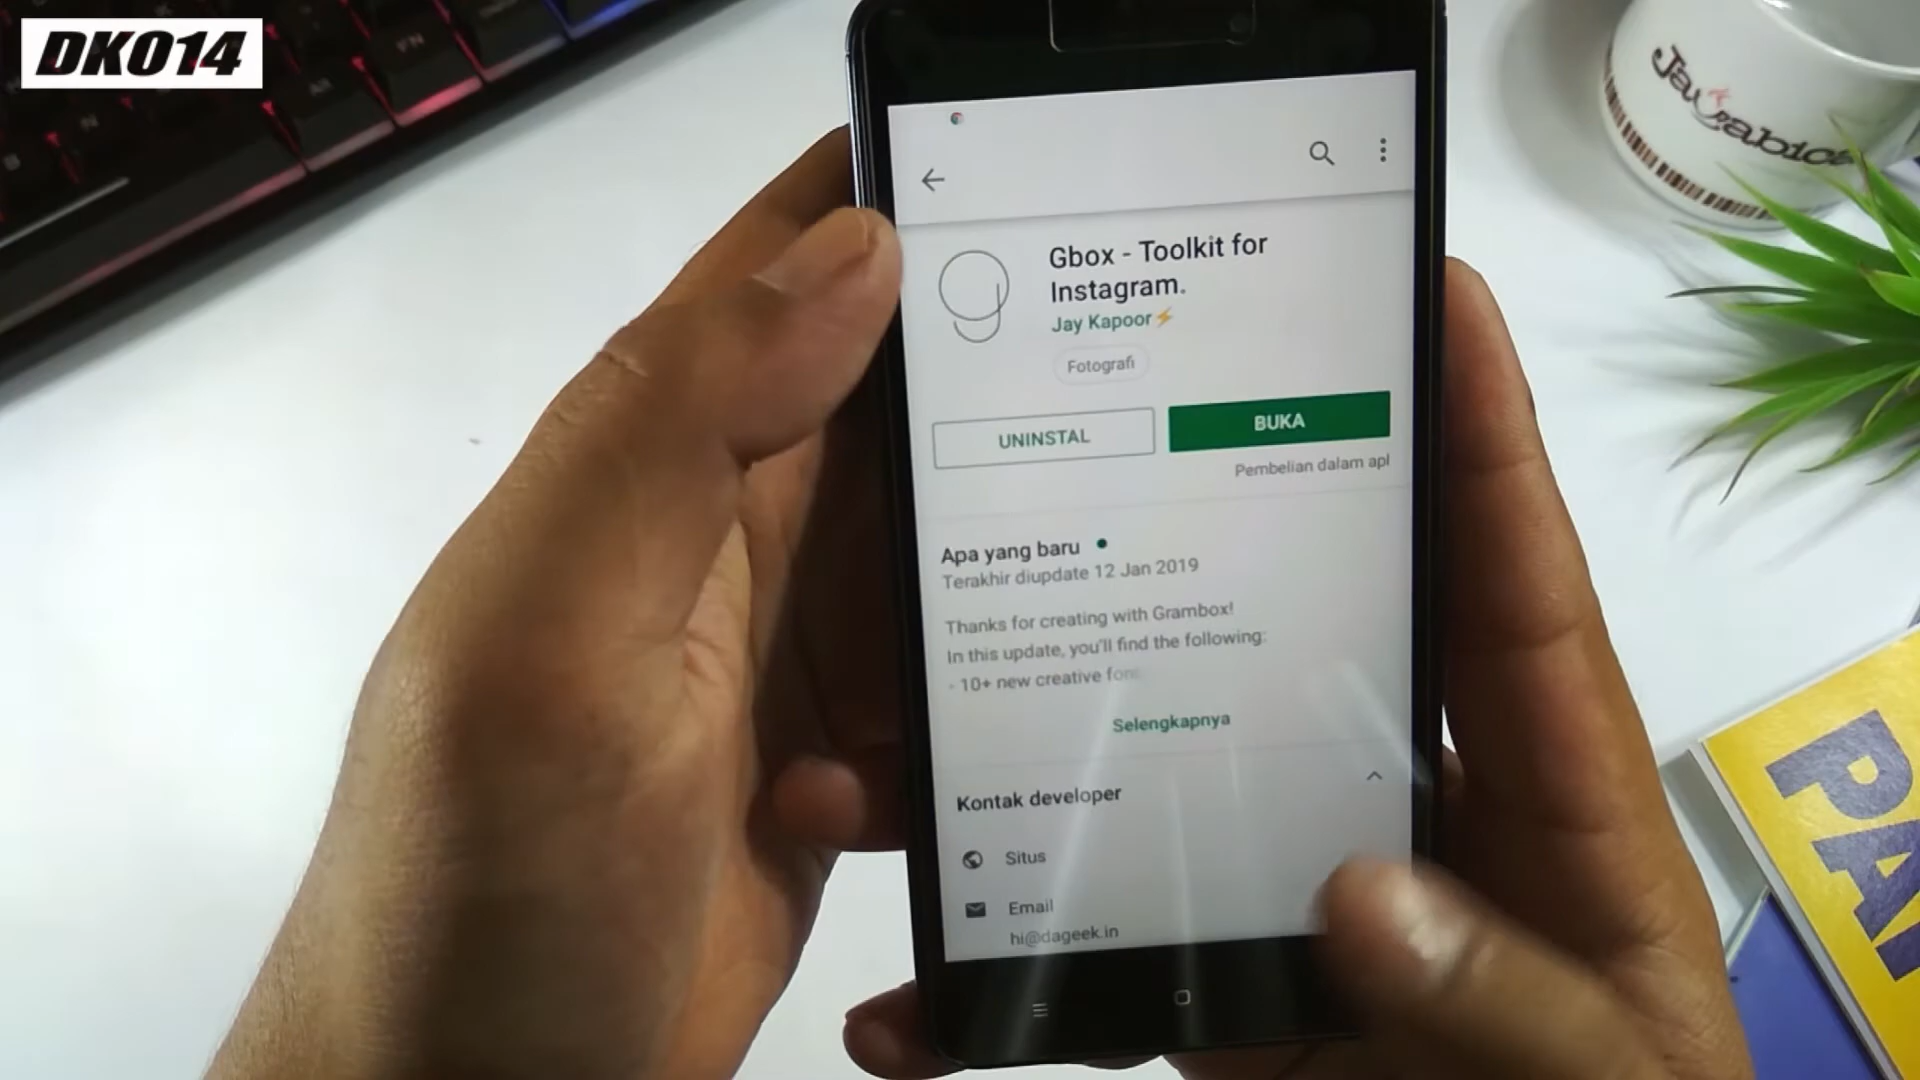 DK014
Gbox - Toolkit for
Instagram.
Jay Kapoor⚡
Fotografi
UNINSTAL
BUKA
Pembelian dalam apl
Apa yang baru
Terakhir diupdate 12 Jan 2019
Thanks for creating with Grambox!
In this update, you'll find the following:
- 10+ new creative
Selengkapnya
Kontak developer
Situs
Email
hi@dageek.in